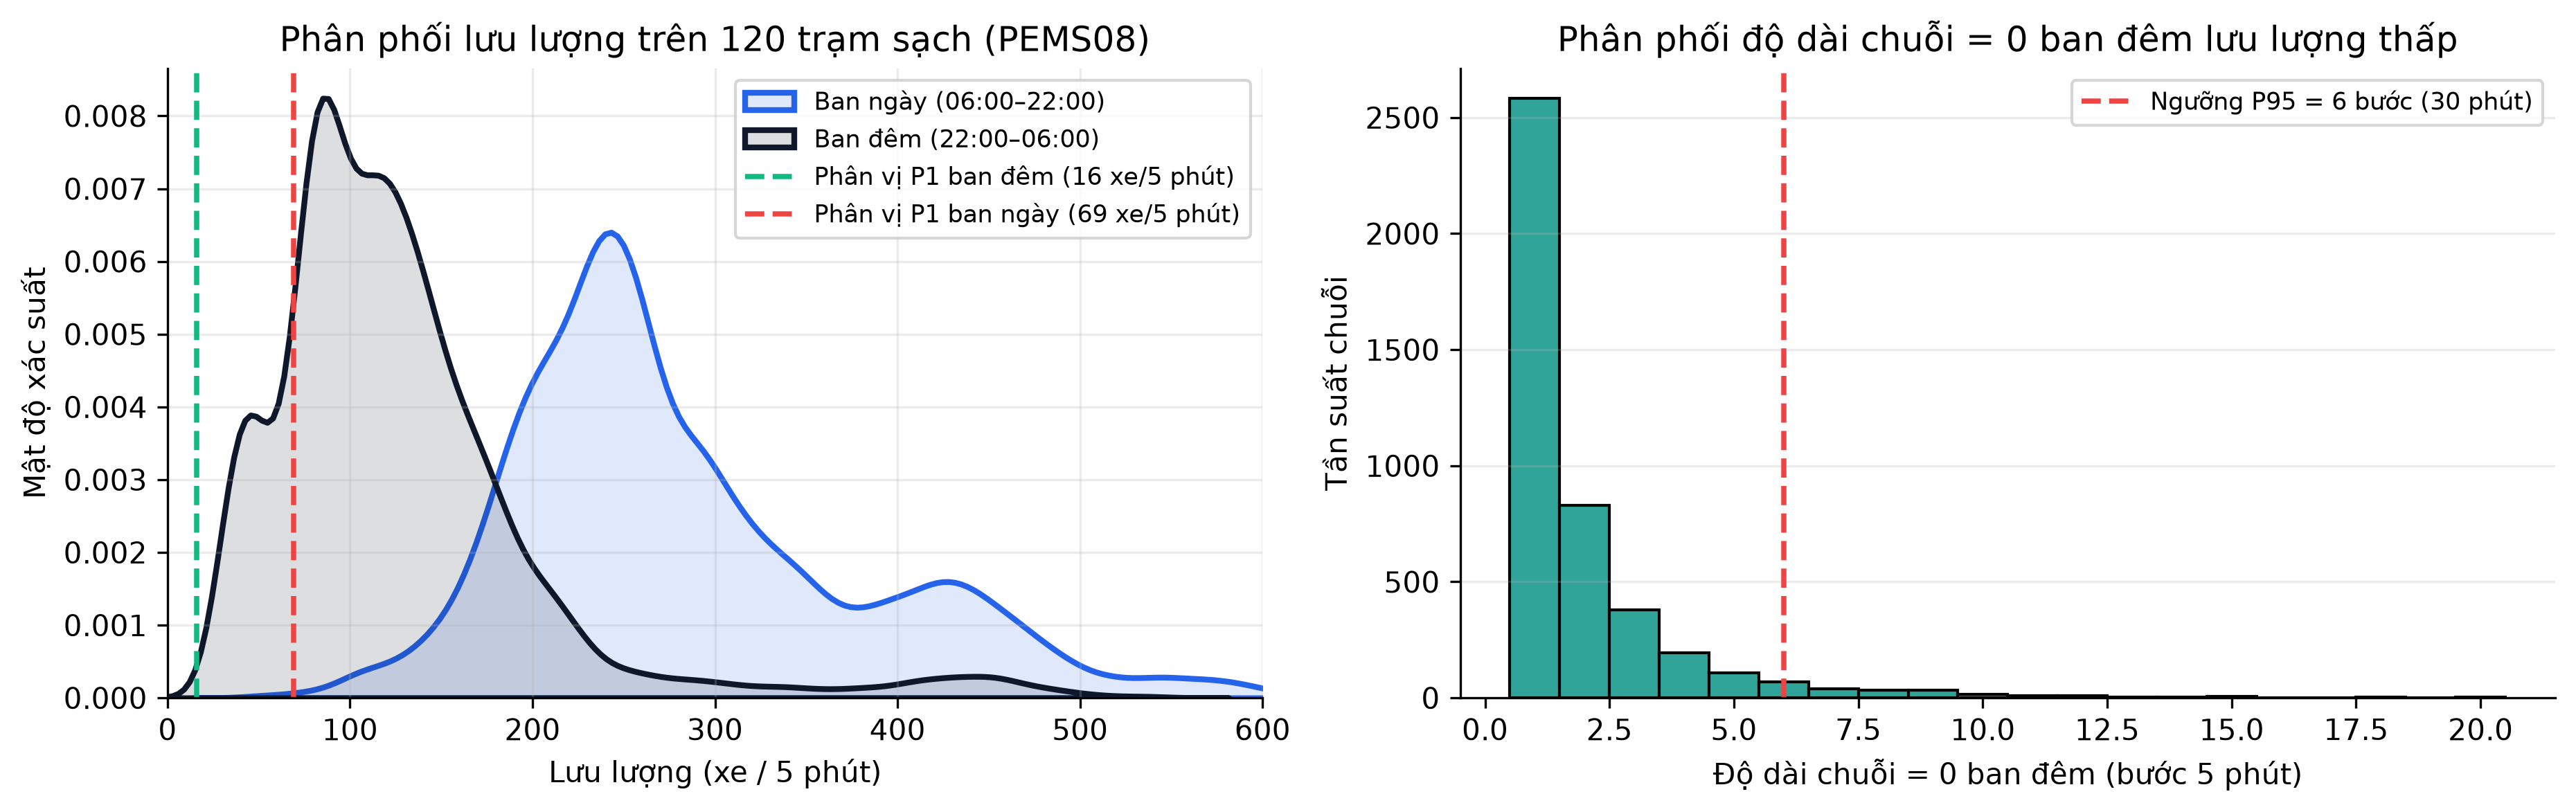 Phân phối lưu lượng trên 120 trạm sạch (PEMS08)
Mật độ xác suất
0.008
0.007
0.006
0.005
0.004
0.003
0.002
0.001
0.000
Ban ngày (06:00–22:00)
Ban đêm (22:00–06:00)
Phân vị P1 ban đêm (16 xe/5 phút)
Phân vị P1 ban ngày (69 xe/5 phút)
0 100 200 300 400 500 600
Lưu lượng (xe / 5 phút)
Phân phối độ dài chuỗi = 0 ban đêm lưu lượng thấp
Tần suất chuỗi
2500
2000
1500
1000
500
0
Ngưỡng P95 = 6 bước (30 phút)
0.0 2.5 5.0 7.5 10.0 12.5 15.0 17.5 20.0
Độ dài chuỗi = 0 ban đêm (bước 5 phút)